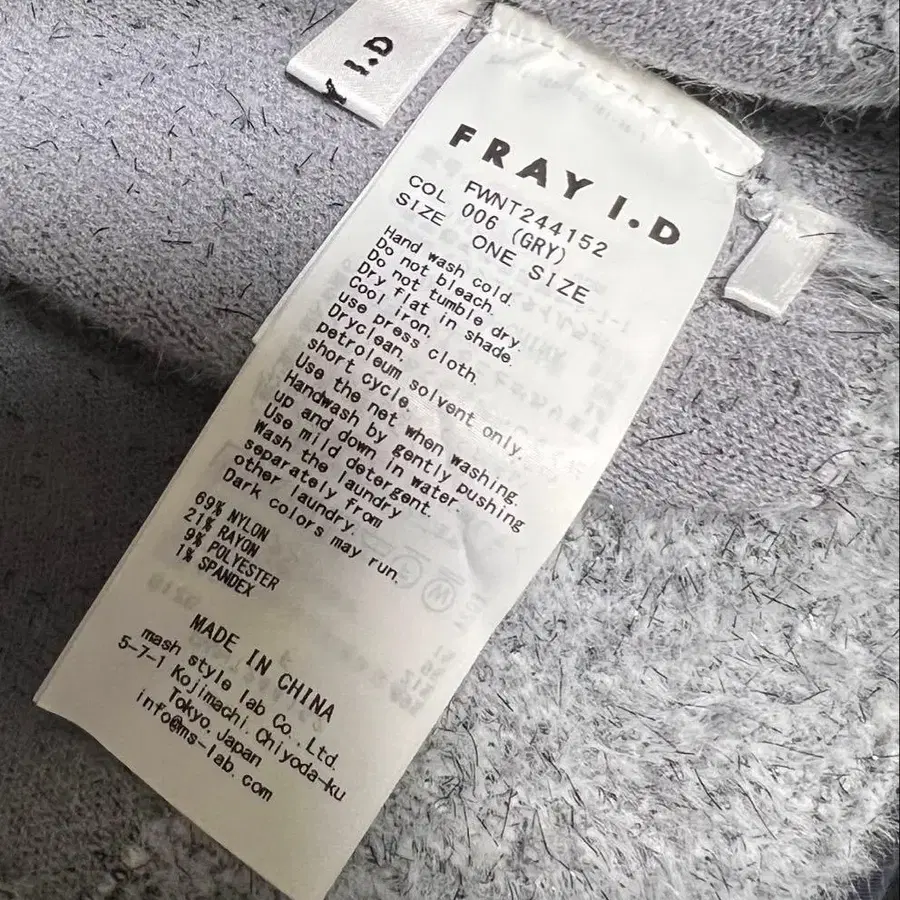 Y I.D
FRAY I.D
FWNT244152
COL 006 (GRY)
SIZE ONE SIZE
Hand wash cold.
Do not bleach.
Do not tumble dry.
Dry flat in shade.
Cool iron.
use press cloth.
Dryclean.
petroleum solvent only.
short cycle
Use the net when washing.
Handwash by gently pushing
up and down in water.
Use mild detergent.
Wash the laundry
separately from
other laundry.
Dark colors may run.
69% NYLON
21% RAYON
9% POLYESTER
1% SPANDEX
MADE IN CHINA
mash style lab Co., Ltd.
5-7-1 Kojimachi, Chiyoda-ku
Tokyo, Japan
info@ms-lab.com